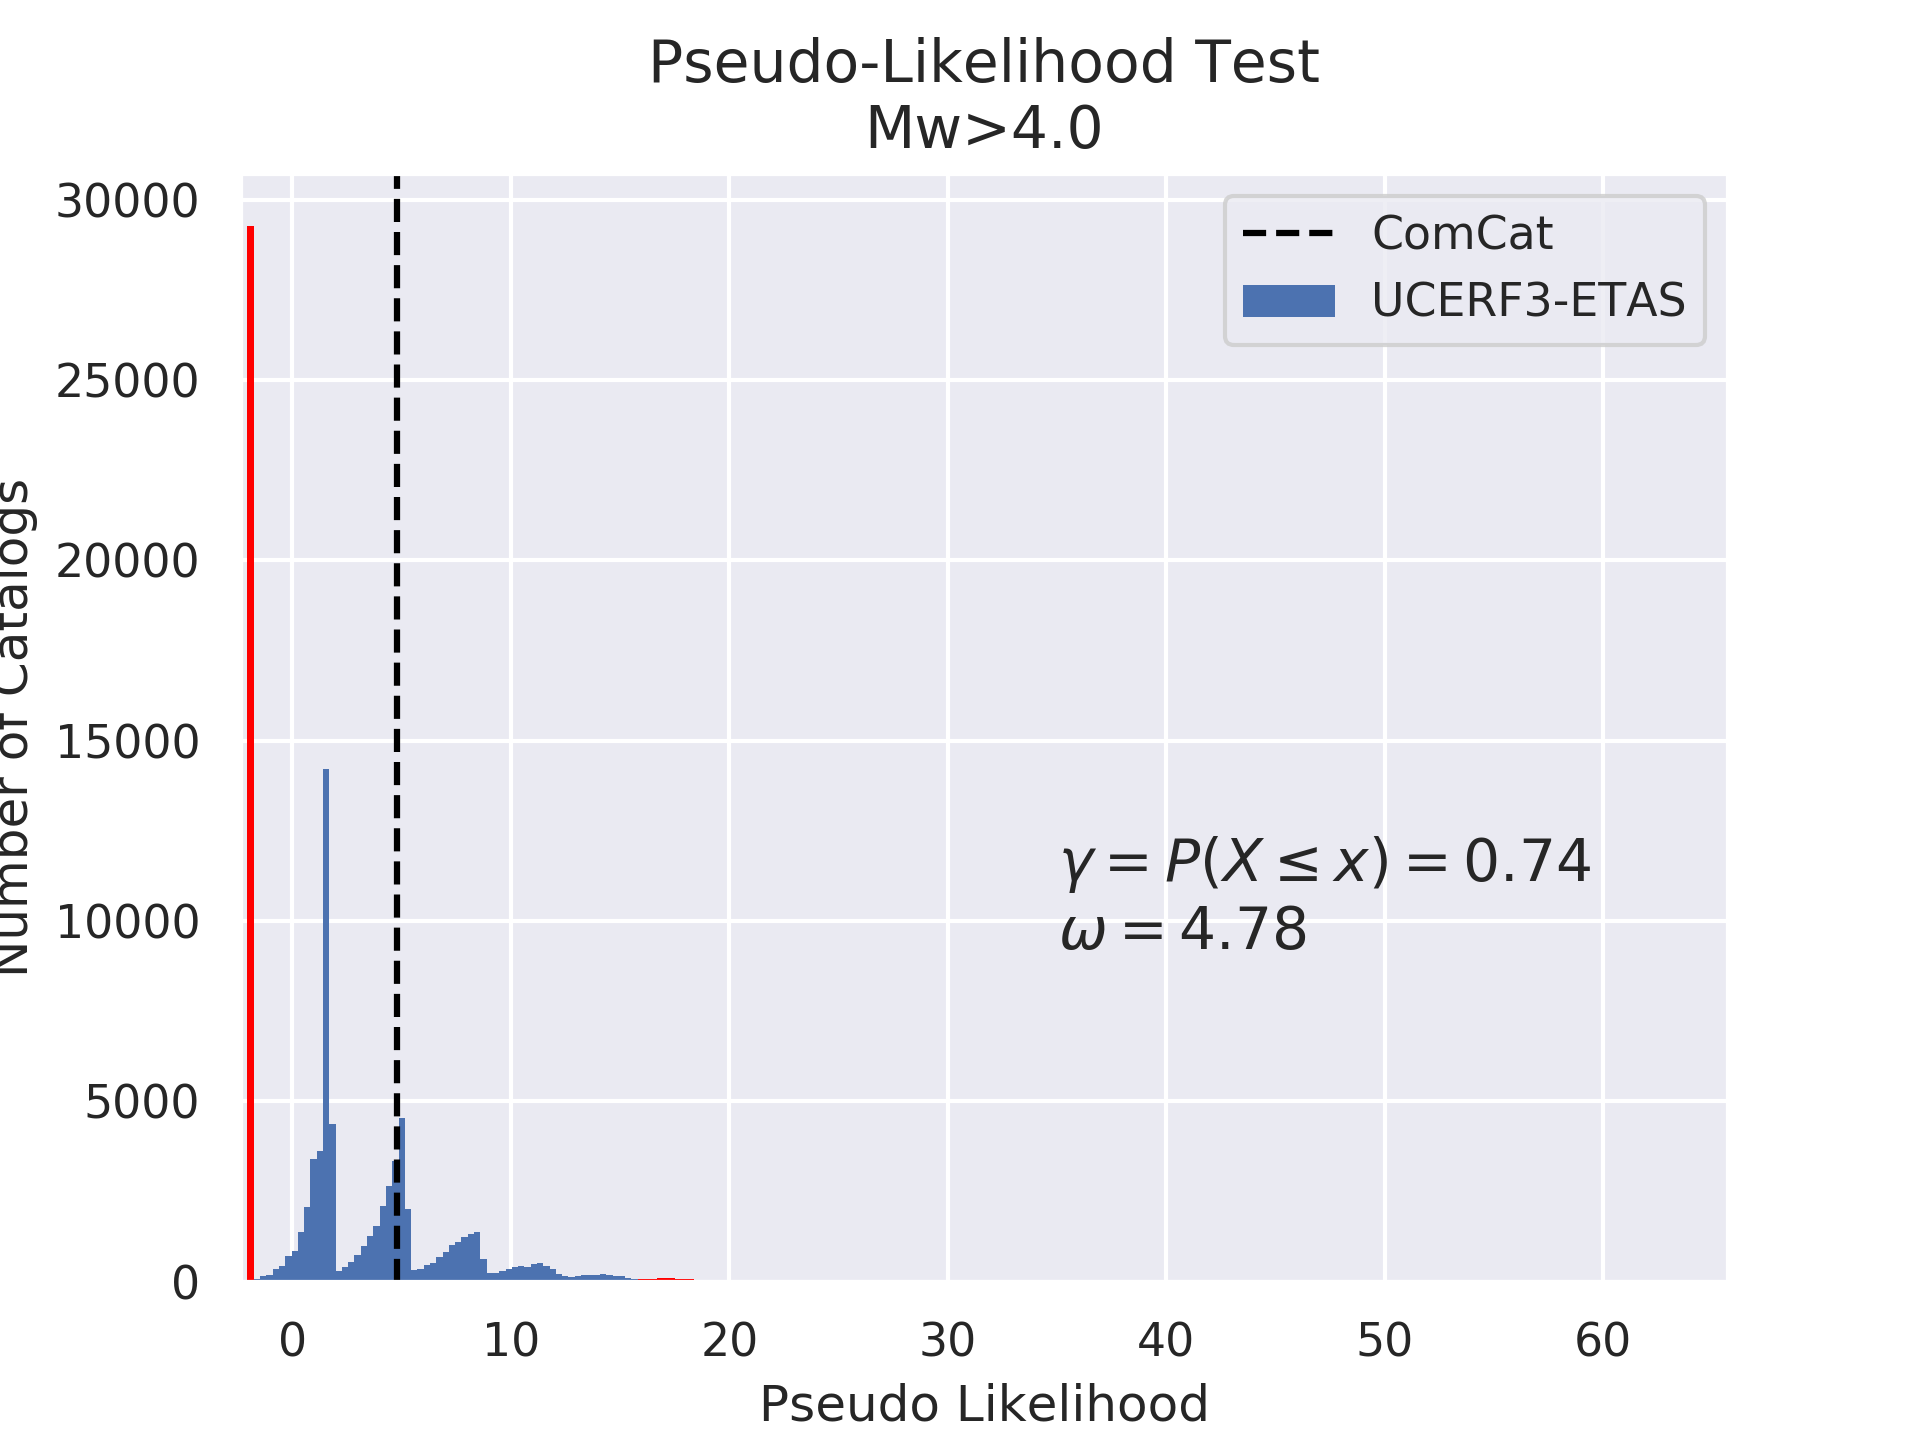 Pseudo-Likelihood Test
Mw>4.0
30000
25000
20000
15000
10000
5000
0
Number of Catalogs
ComCat
UCERF3-ETAS
γ = P(X ≤ x) = 0.74
ω = 4.78
0 10 20 30 40 50 60
Pseudo Likelihood